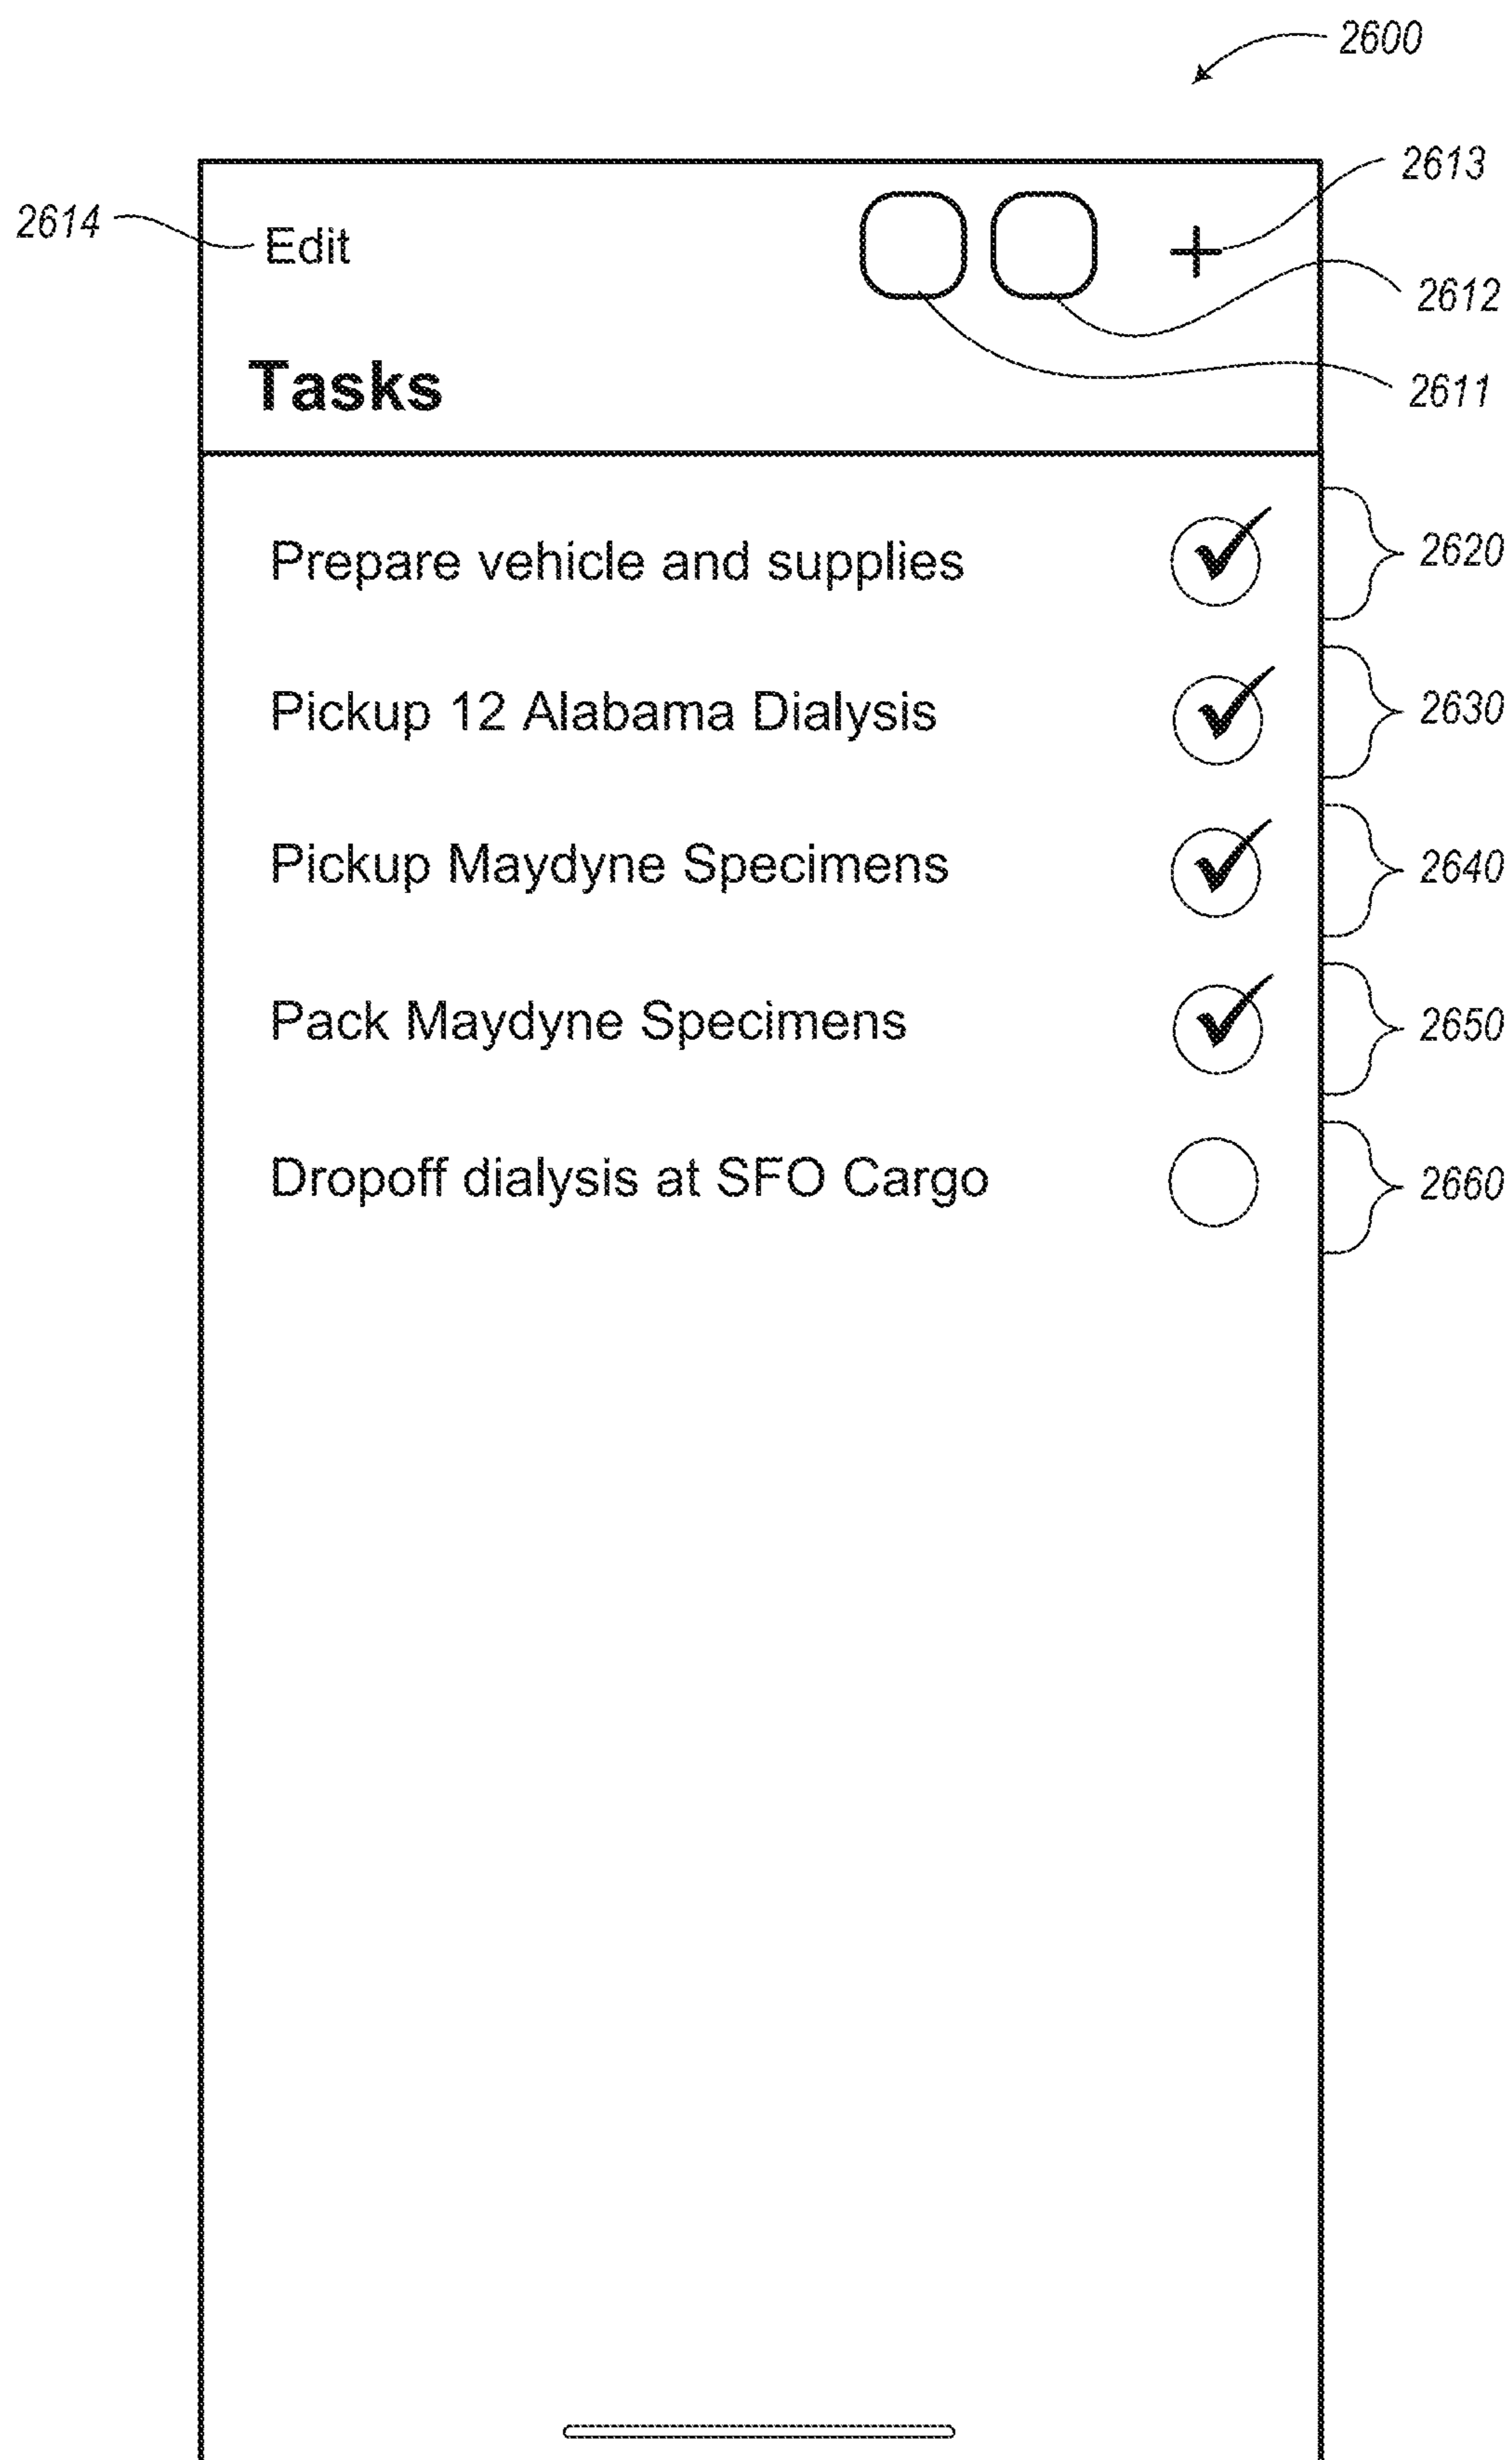 2600
2613
2614
Edit
+
2612
Tasks
2611
Prepare vehicle and supplies
2620
Pickup 12 Alabama Dialysis
2630
Pickup Maydyne Specimens
2640
Pack Maydyne Specimens
2650
Dropoff dialysis at SFO Cargo
2660